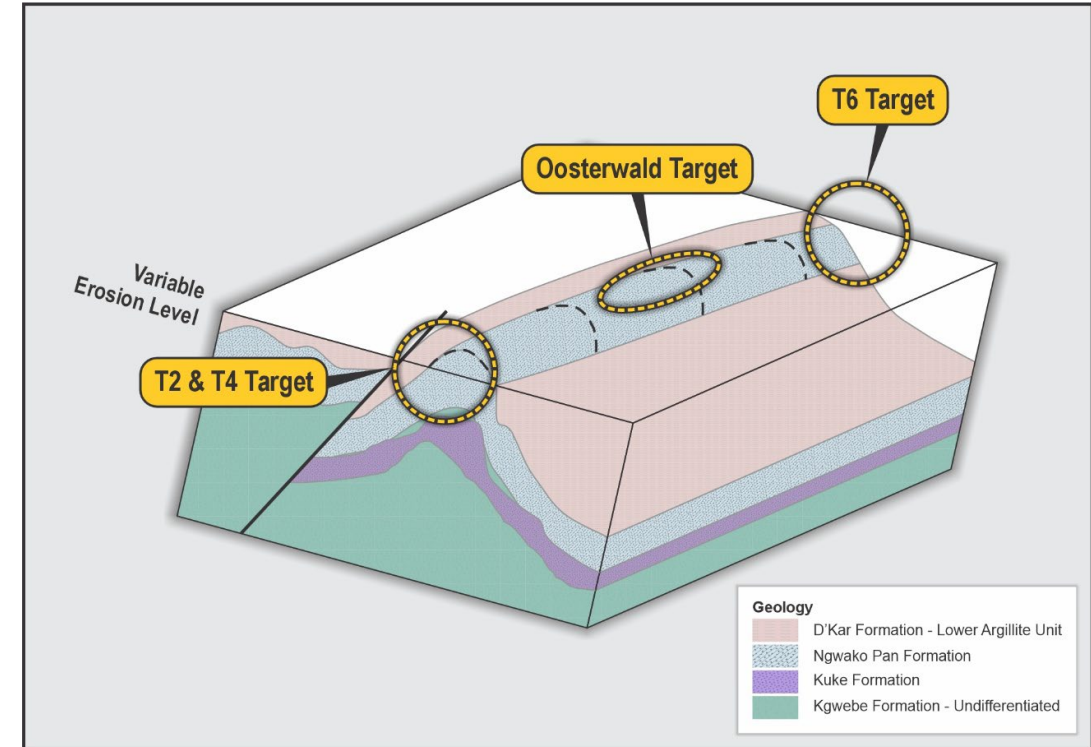 T6 Target
Oosterwald Target
Variable
Erosion Level
T2 & T4 Target
Geology
D'Kar Formation - Lower Argillite Unit
Ngwako Pan Formation
Kuke Formation
Kgwebe Formation - Undifferentiated